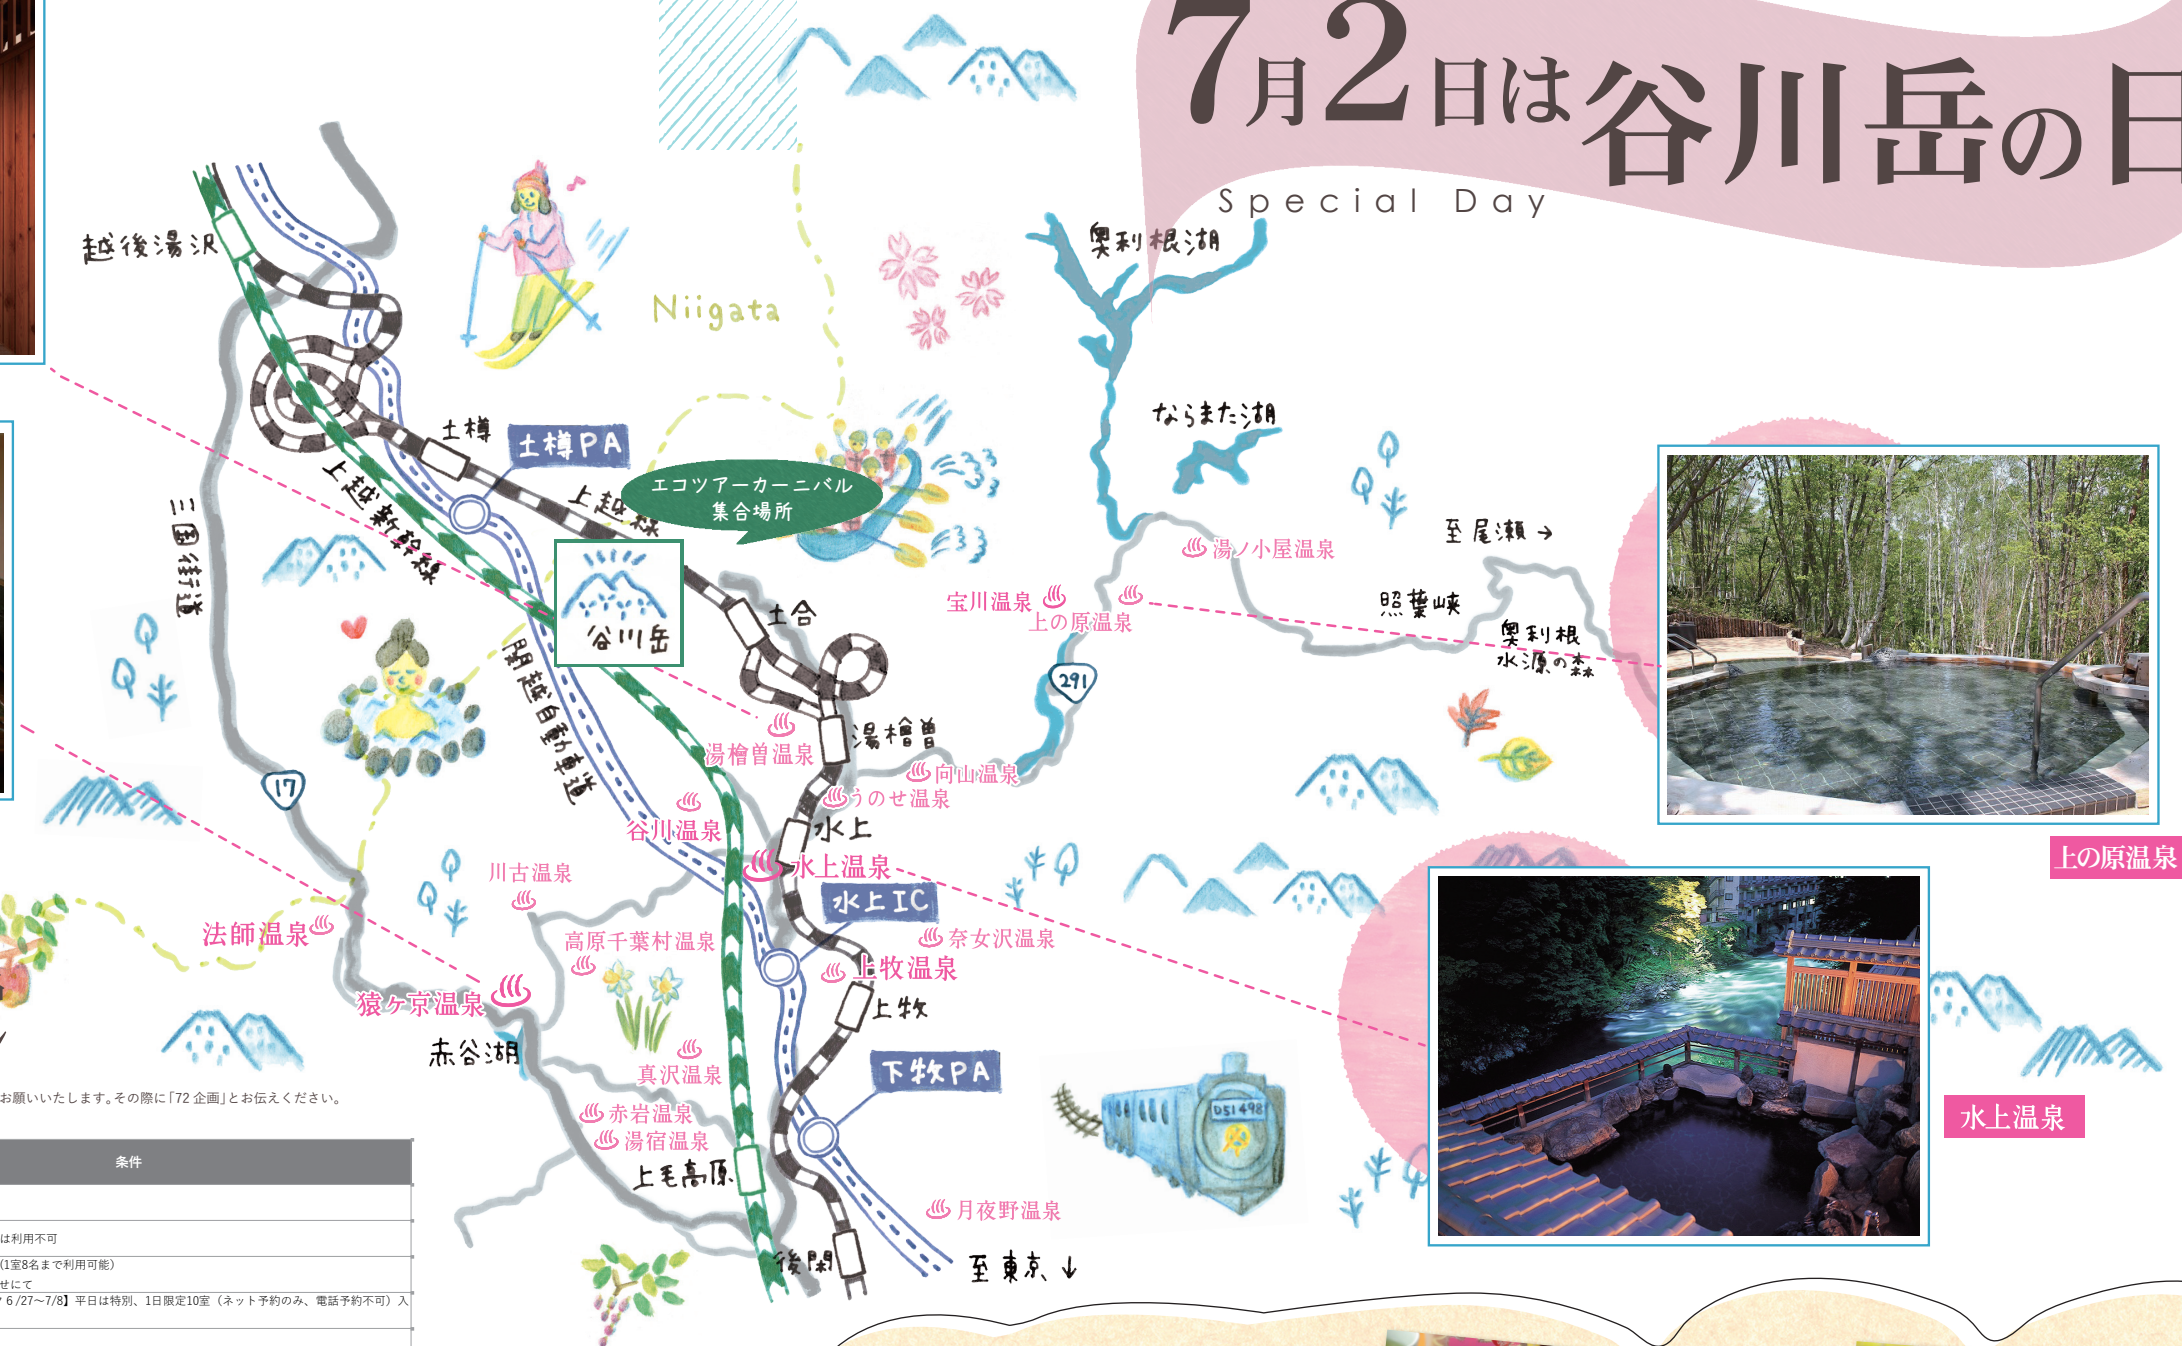 7月2日は谷川岳の日
Special Day
奥利根湖
越後湯沢
Niigata
ならまた湖
土樽
土樽PA
エコツアーカーニバル
集合場所
上越線
上越新幹線
三国街道
至尾瀬→
湯ノ小屋温泉
宝川温泉
上の原温泉
照葉峡
奥利根
水源の森
谷川岳
土合
関越自動車道
291
湯檜曽
湯檜曽温泉
向山温泉
うのせ温泉
17
谷川温泉
水上
水上温泉
上の原温泉
川古温泉
水上IC
法師温泉
高原千葉村温泉
奈女沢温泉
上牧温泉
猿ヶ京温泉
上牧
赤谷湖
真沢温泉
下牧PA
D51 498
お願いいたします。その際に「72 企画」とお伝えください。
赤岩温泉
水上温泉
湯宿温泉
条件
上毛高原
月夜野温泉
は利用不可
後閑
至東京↓
(1室8名まで利用可能)
せにて
6/27〜7/8】平日は特別、1日限定10室（ネット予約のみ、電話予約不可）入